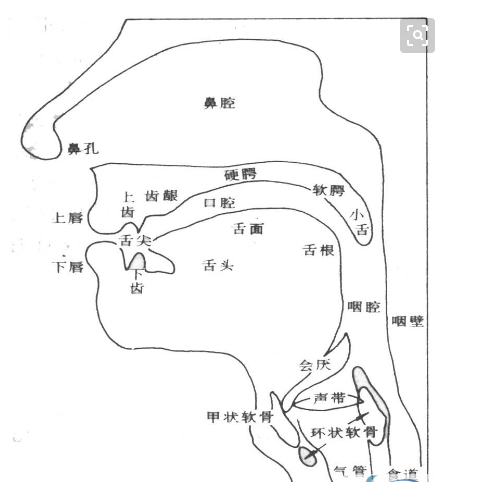 鼻腔
鼻孔
硬腭
上齿
齿龈
软腭
口腔
上唇
小舌
舌面
舌尖
舌根
下唇
舌头
下齿
咽腔
咽壁
会厌
声带
甲状软骨
环状软骨
气管
食道